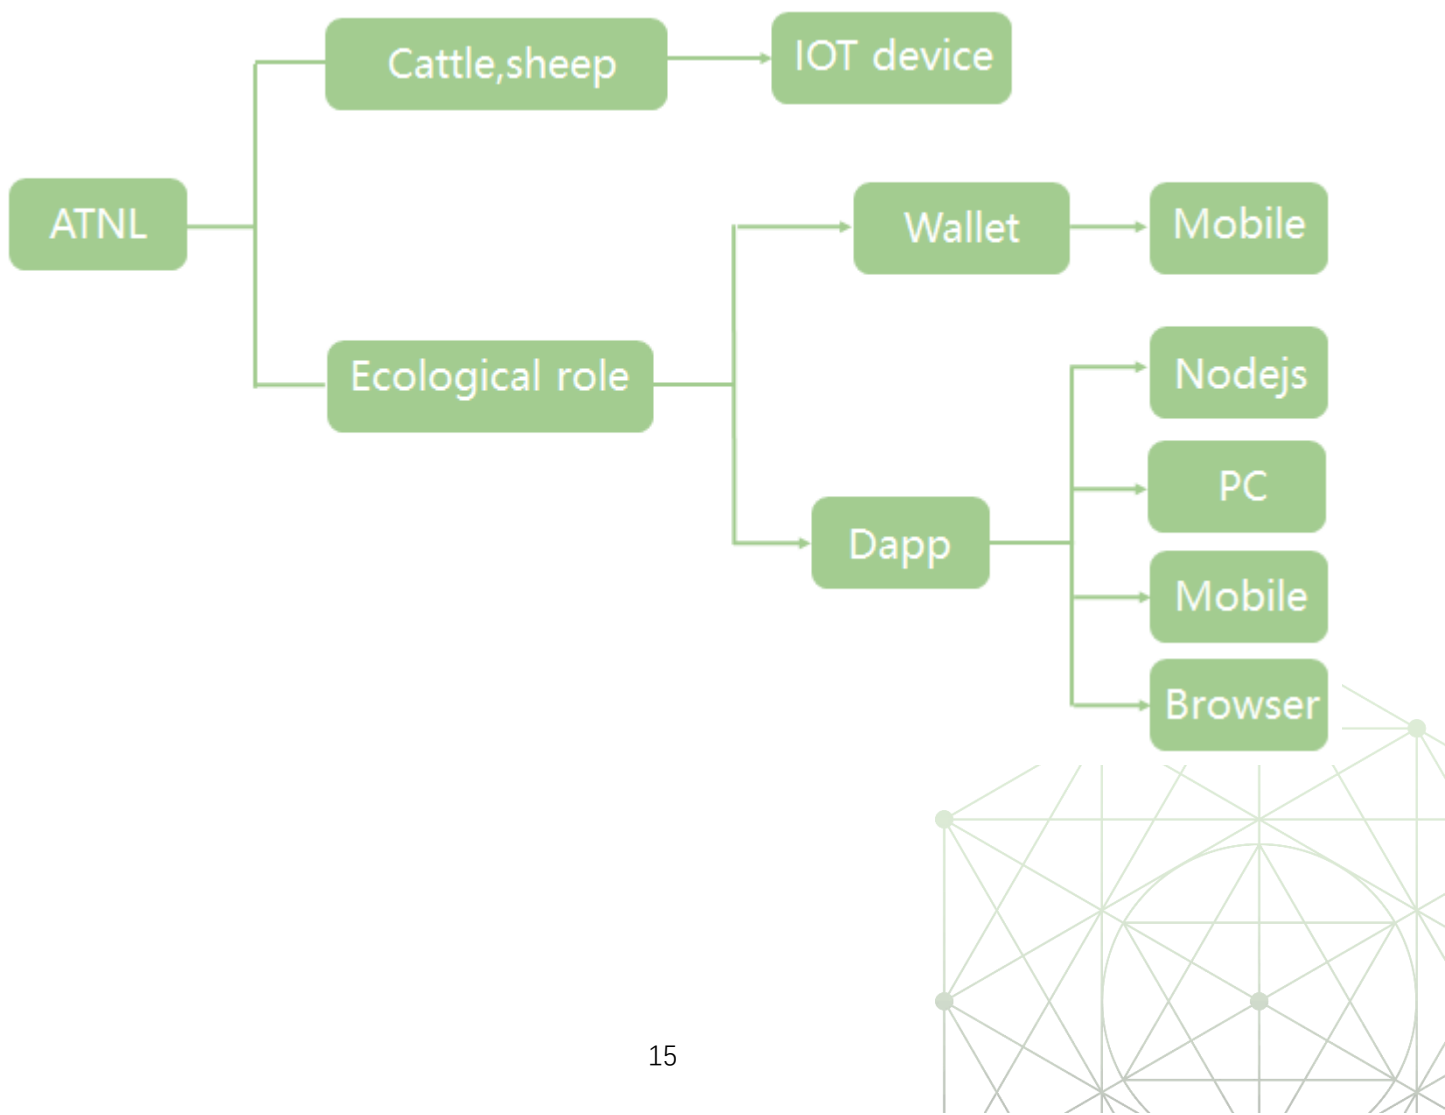 Cattle,sheep
IOT device
ATNL
Wallet
Mobile
Ecological role
Nodejs
PC
Dapp
Mobile
Browser
15